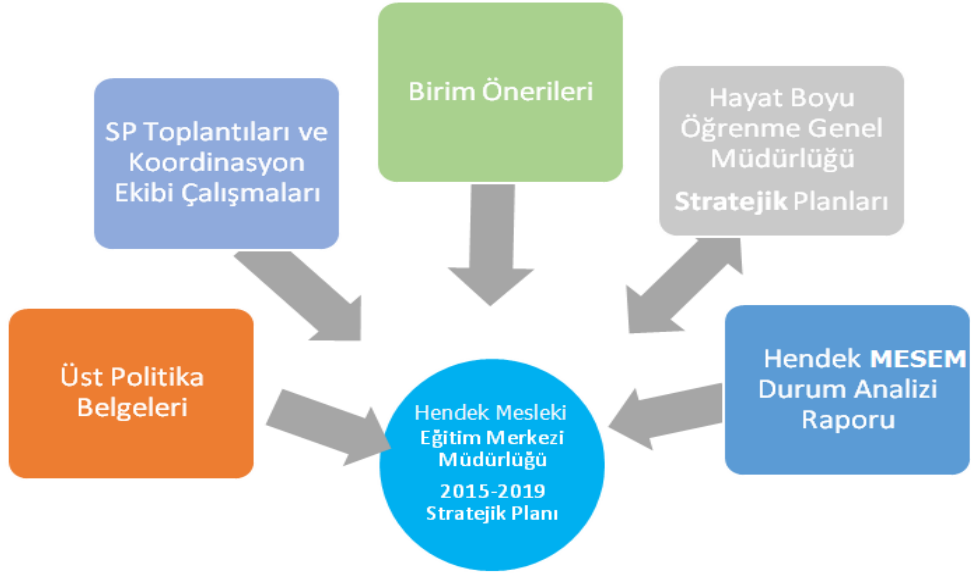 Birim Önerileri
SP Toplantıları ve
Koordinasyon
Ekibi Çalışmaları
Hayat Boyu
Öğrenme Genel
Müdürlüğü
Stratejik Planları
Üst Politika
Belgeleri
Hendek MESEM
Durum Analizi
Raporu
Hendek Mesleki
Eğitim Merkezi
Müdürlüğü
2015-2019
Stratejik Planı